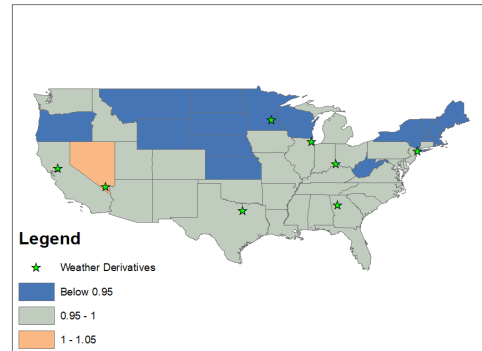 Legend
Weather Derivatives
Below 0.95
0.95 - 1
1 - 1.05